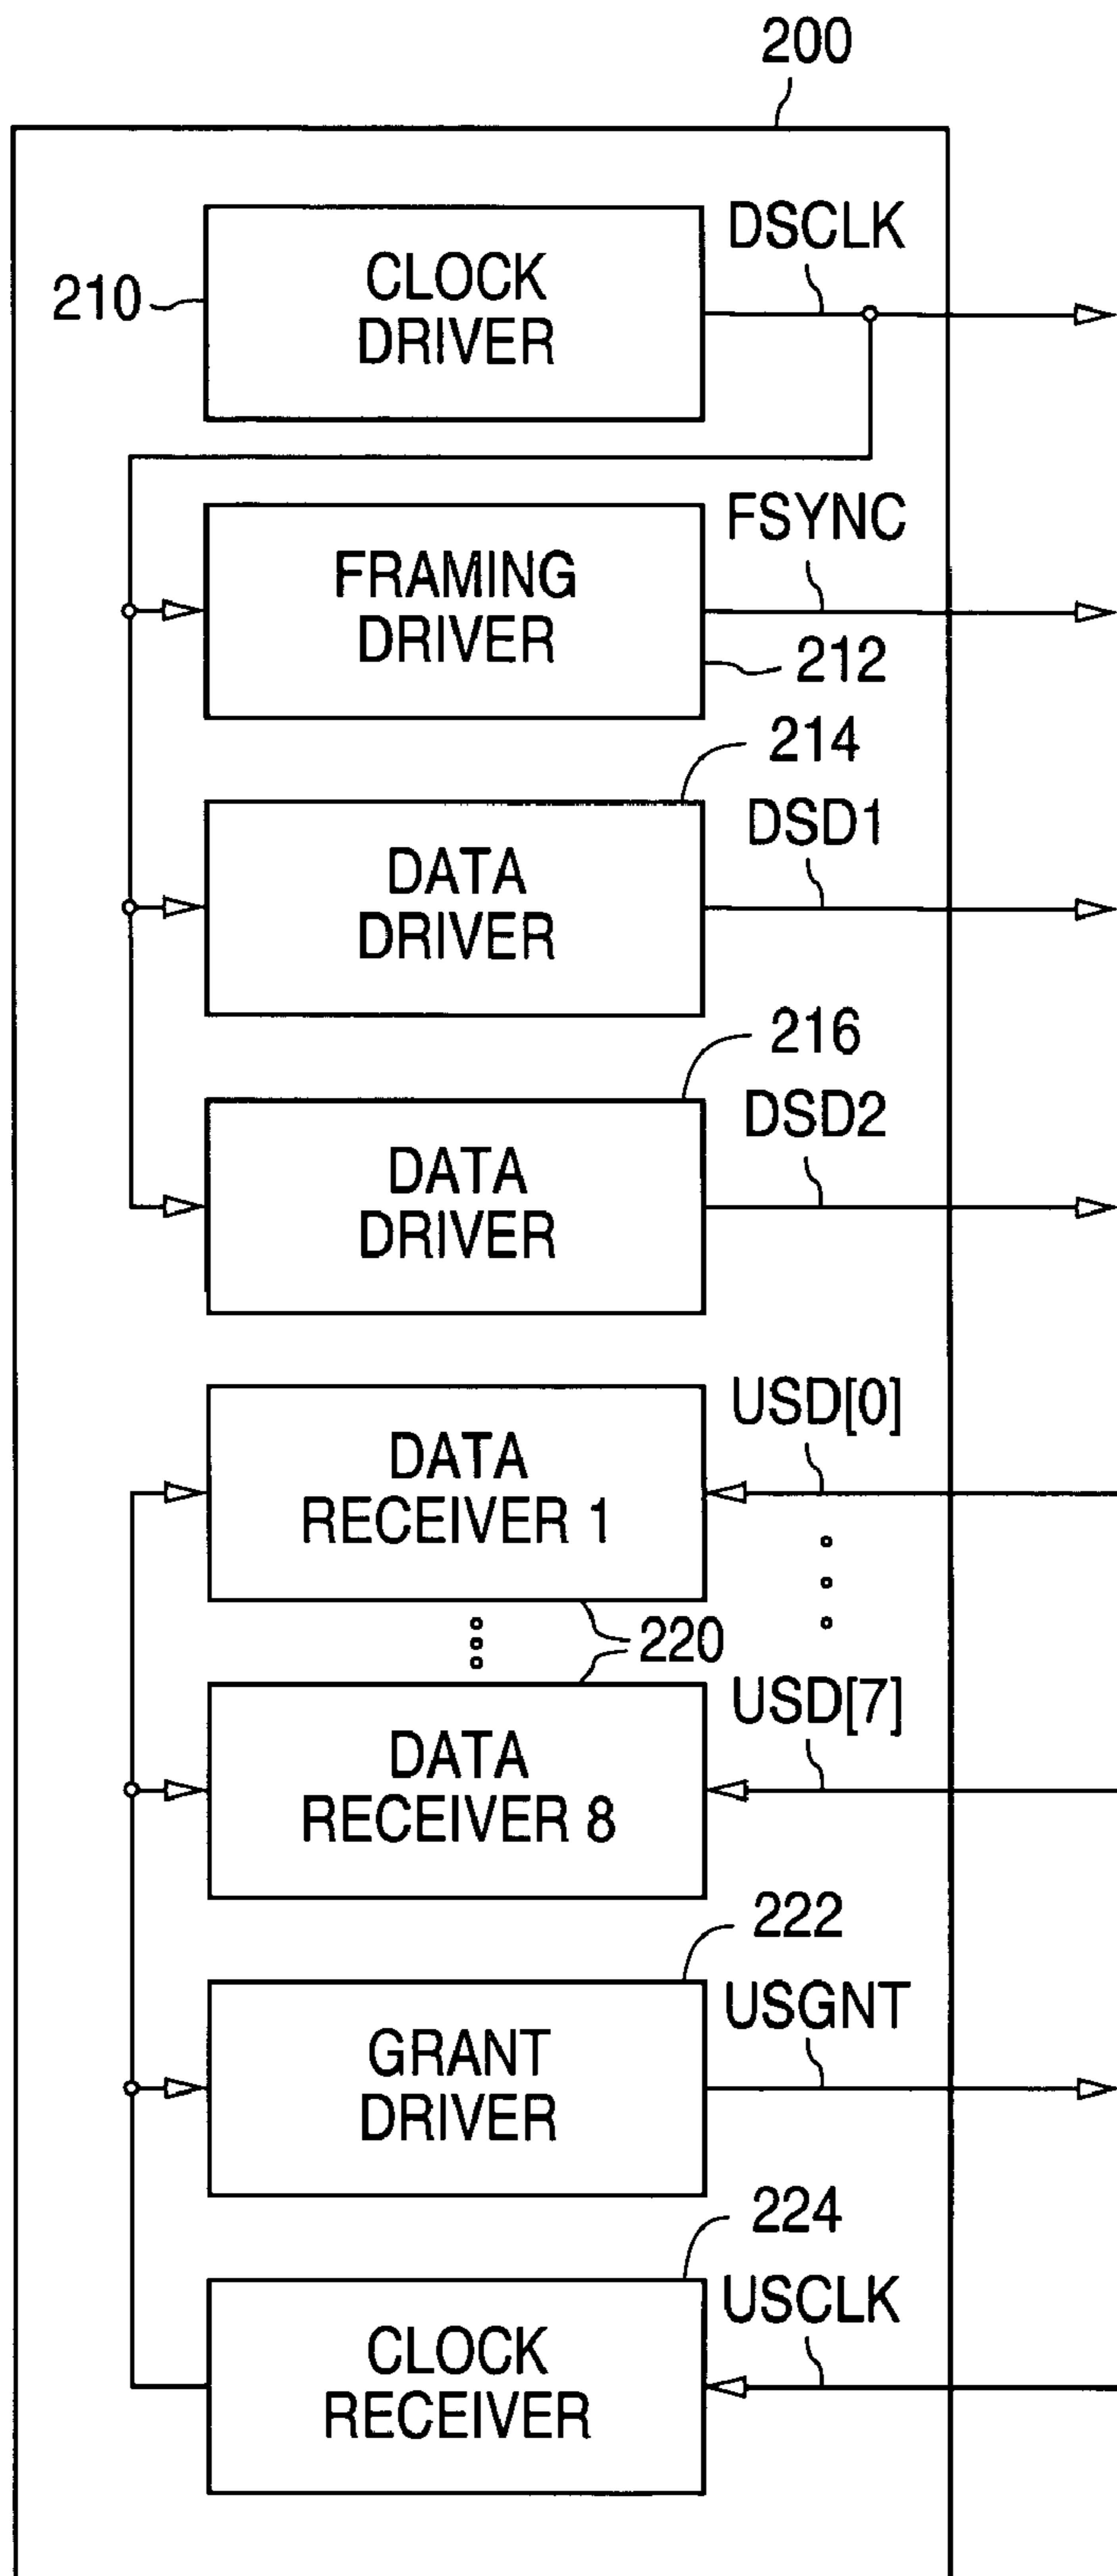 200
DSCLK
210
CLOCK
DRIVER
FSYNC
FRAMING
DRIVER
212
214
DSD1
DATA
DRIVER
216
DSD2
DATA
DRIVER
USD[0]
DATA
RECEIVER 1
220
USD[7]
DATA
RECEIVER 8
222
USGNT
GRANT
DRIVER
224
USCLK
CLOCK
RECEIVER